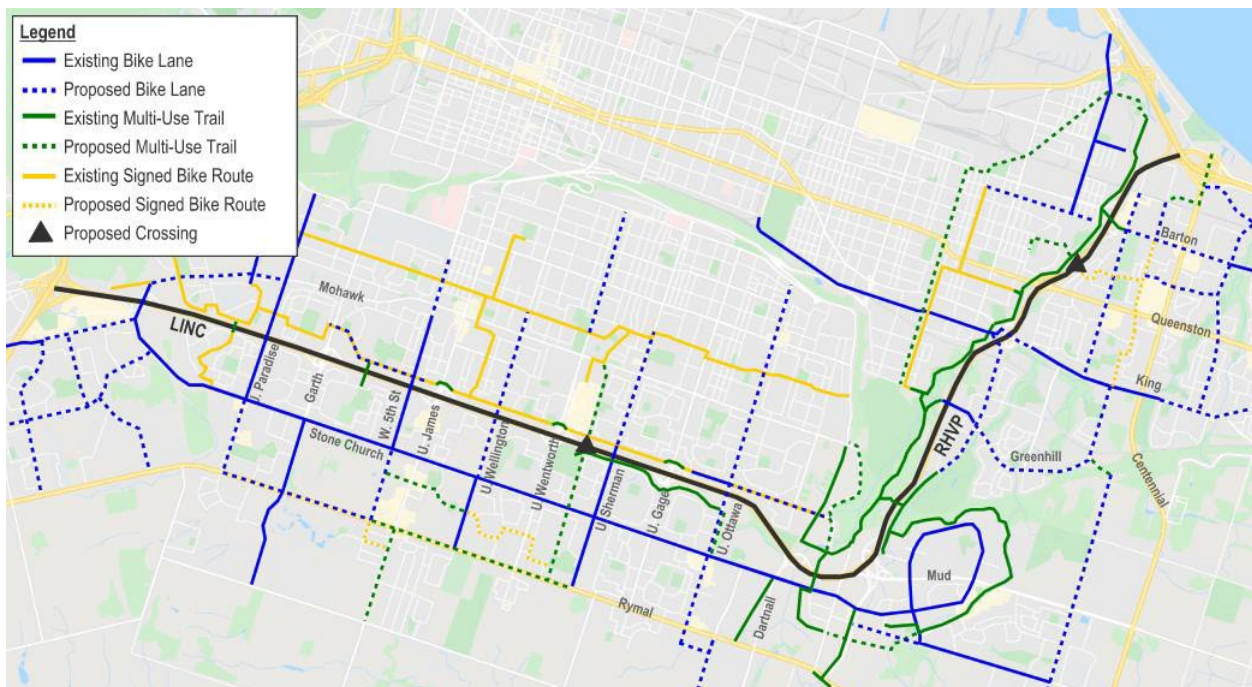 Legend
Existing Bike Lane
Proposed Bike Lane
Existing Multi-Use Trail
Proposed Multi-Use Trail
Existing Signed Bike Route
Proposed Signed Bike Route
Proposed Crossing
Barton
Mohawk
LINC
Queenston
U. Paradise
Garth
King
W. 5th St
U. James
RHVP
Stone Church
U. Wellington
U. Wentworth
Greenhill
Centennial
U. Sherman
U. Gage
U. Ottawa
Mud
Rymal
Dartnall